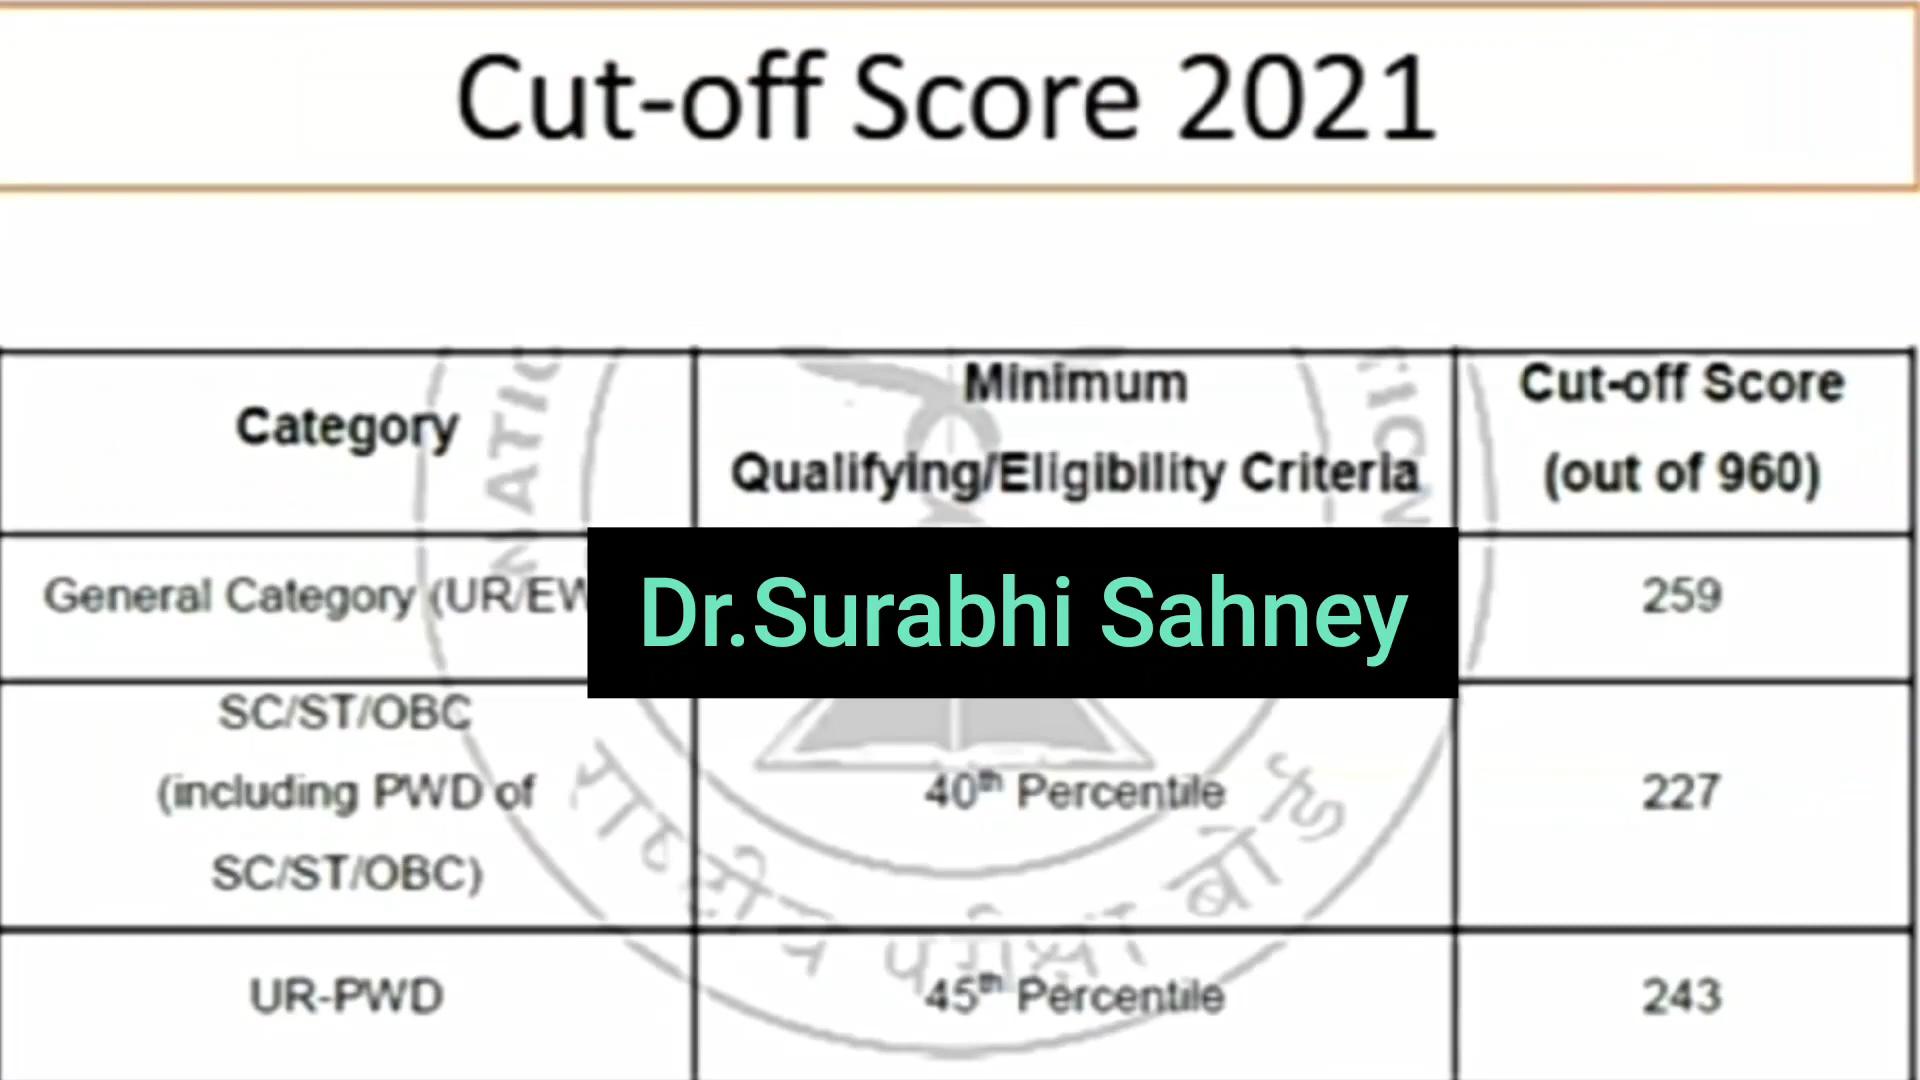 Cut-off Score 2021
Category
Minimum
Qualifying/Eligibility Criteria
Cut-off Score
(out of 960)
General Category (UR/EW
Dr.Surabhi Sahney
259
SC/ST/OBC
(including PWD of
SC/ST/OBC)
40th Percentile
227
UR-PWD
45th Percentile
243
राष्ट्रीय परीक्षा बोर्ड